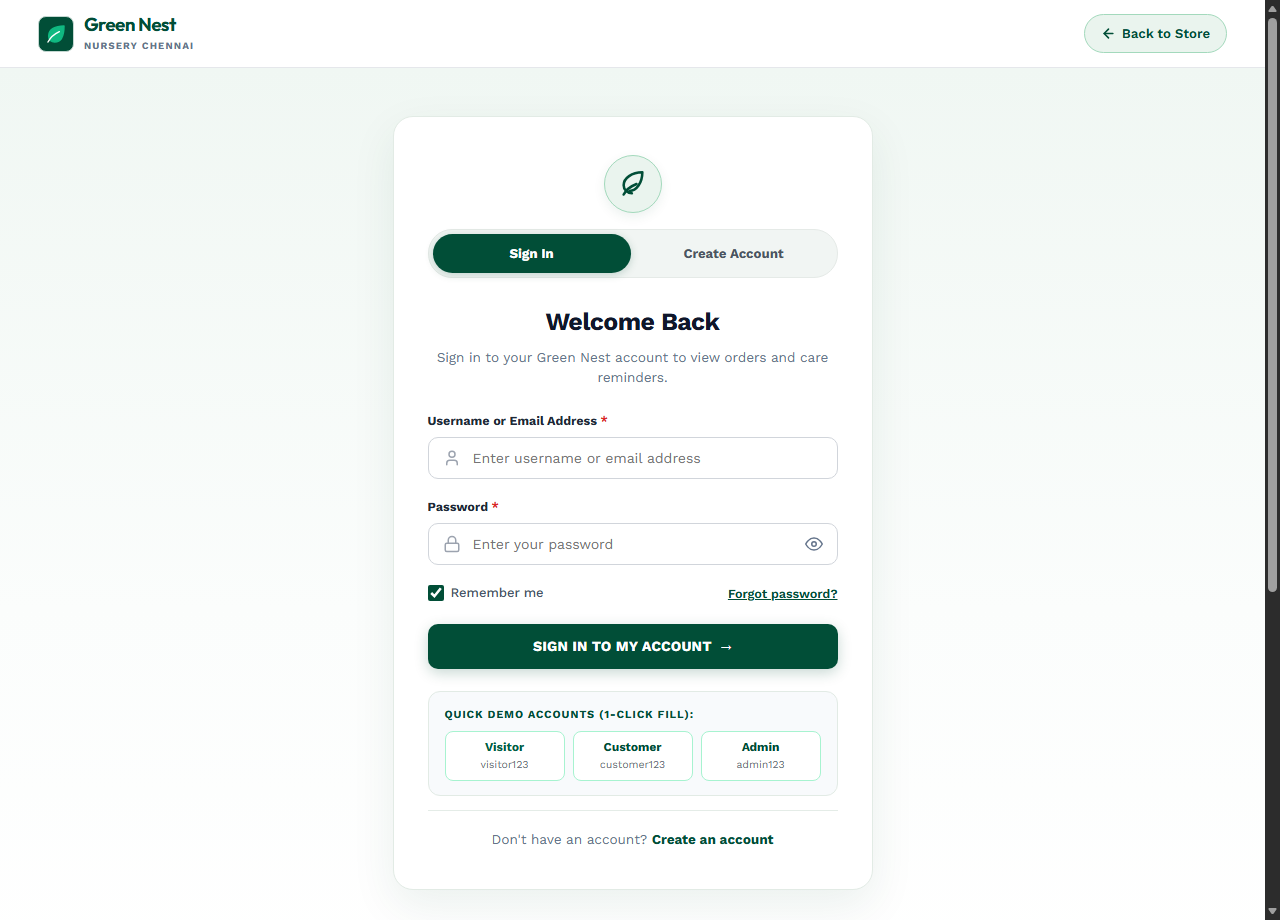 Green Nest
NURSERY CHENNAI
← Back to Store
Sign In
Create Account
Welcome Back
Sign in to your Green Nest account to view orders and care
reminders.
Username or Email Address *
Enter username or email address
Password *
Enter your password
Remember me
Forgot password?
SIGN IN TO MY ACCOUNT →
QUICK DEMO ACCOUNTS (1-CLICK FILL):
Visitor
visitor123
Customer
customer123
Admin
admin123
Don't have an account? Create an account